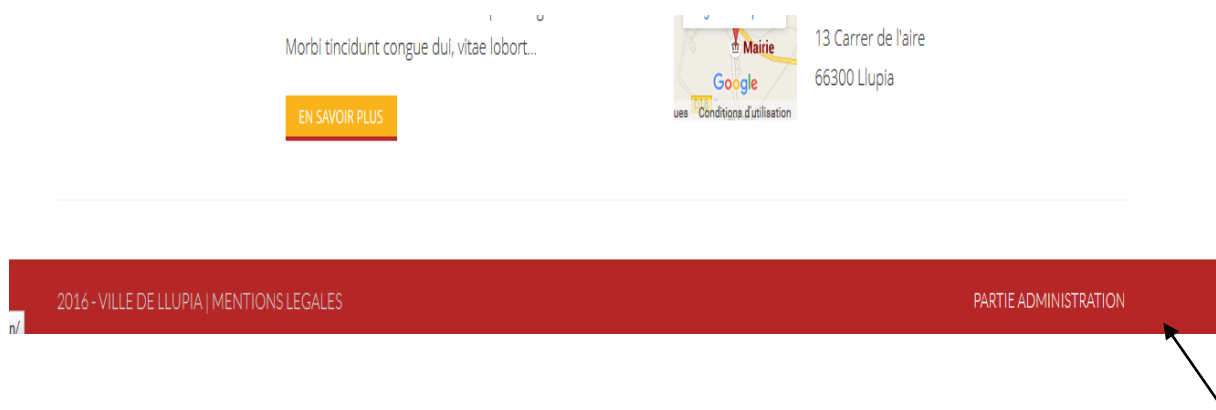 Morbi tincidunt congue dui, vitae lobort...
EN SAVOIR PLUS
Mairie
Google
ues Conditions d'utilisation
13 Carrer de l'aire
66300 Llupia
2016 - VILLE DE LLUPIA | MENTIONS LEGALES
PARTIE ADMINISTRATION
n/